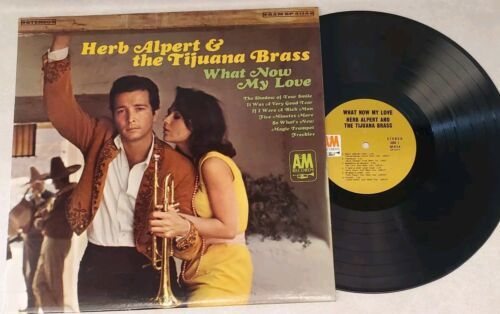 STEREO
Herb Alpert &
the Tijuana Brass
What Now
My Love
The Shadow of Your Smile
It Was A Very Good Year
If I Were A Rich Man
Five Minutes More
So What's New?
Magic Trumpet
Freckles
A&M
RECORDS
WHAT NOW MY LOVE
HERB ALPERT AND
THE TIJUANA BRASS
STEREO